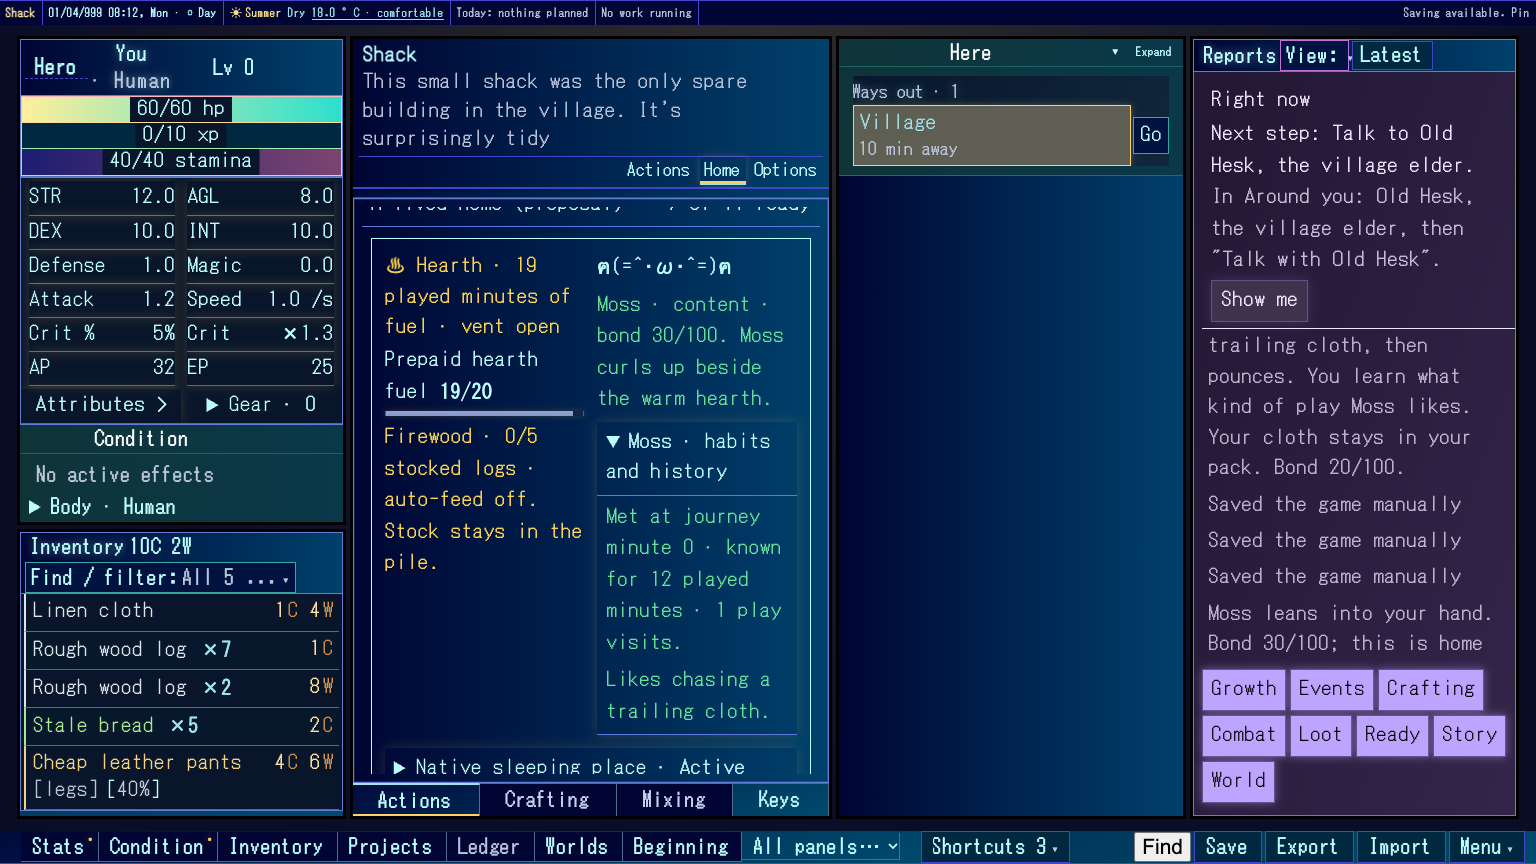 Shack
01/04/999 08:12, Mon · ☼ Day
☀ Summer Dry 18.0 ° C · comfortable
Today: nothing planned
No work running
Saving available. Pin
Hero ·
You
Human
Lv 0
60/60 hp
0/10 xp
40/40 stamina
STR 12.0 AGL 8.0
DEX 10.0 INT 10.0
Defense 1.0 Magic 0.0
Attack 1.2 Speed 1.0 /s
Crit % 5% Crit ×1.3
AP 32 EP 25
Attributes > ▶ Gear · 0
Condition
No active effects
▶ Body · Human
Inventory 10C 2W
Find / filter: All 5 ...▾
Linen cloth 1C 4W
Rough wood log ×7 1C
Rough wood log ×2 8W
Stale bread ×5 2C
Cheap leather pants 4C 6W
[legs] [40%]
Shack
This small shack was the only spare
building in the village. It's
surprisingly tidy
Actions Home Options
♨ Hearth · 19
played minutes of
fuel · vent open
Prepaid hearth
fuel 19/20
Firewood · 0/5
stocked logs ·
auto-feed off.
Stock stays in the
pile.
ฅ(=^·ω·^=)ฅ
Moss · content ·
bond 30/100. Moss
curls up beside
the warm hearth.
▼ Moss · habits
and history
Met at journey
minute 0 · known
for 12 played
minutes · 1 play
visits.
Likes chasing a
trailing cloth.
▶ Native sleeping place · Active
Actions Crafting Mixing Keys
Here ▾ Expand
Ways out · 1
Village
10 min away
Go
Reports View: Latest
Right now
Next step: Talk to Old
Hesk, the village elder.
In Around you: Old Hesk,
the village elder, then
"Talk with Old Hesk".
Show me
trailing cloth, then
pounces. You learn what
kind of play Moss likes.
Your cloth stays in your
pack. Bond 20/100.
Saved the game manually
Saved the game manually
Saved the game manually
Moss leans into your hand.
Bond 30/100; this is home
Growth Events Crafting
Combat Loot Ready Story
World
Stats Condition Inventory Projects Ledger Worlds Beginning All panels… Shortcuts 3 ▾ Find Save Export Import Menu ▾